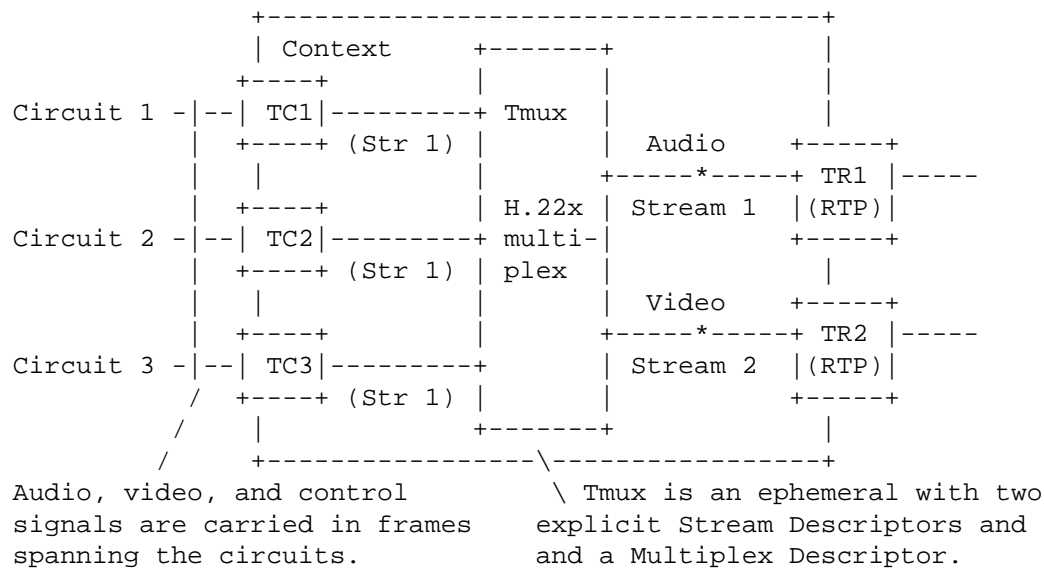 Context
Circuit 1 TC1 Tmux
(Str 1) Audio
TR1
H.22x Stream 1 (RTP)
Circuit 2 TC2 multi-
(Str 1) plex
Video
TR2
Circuit 3 TC3 Stream 2 (RTP)
(Str 1)
Audio, video, and control Tmux is an ephemeral with two
signals are carried in frames explicit Stream Descriptors and
spanning the circuits. and a Multiplex Descriptor.